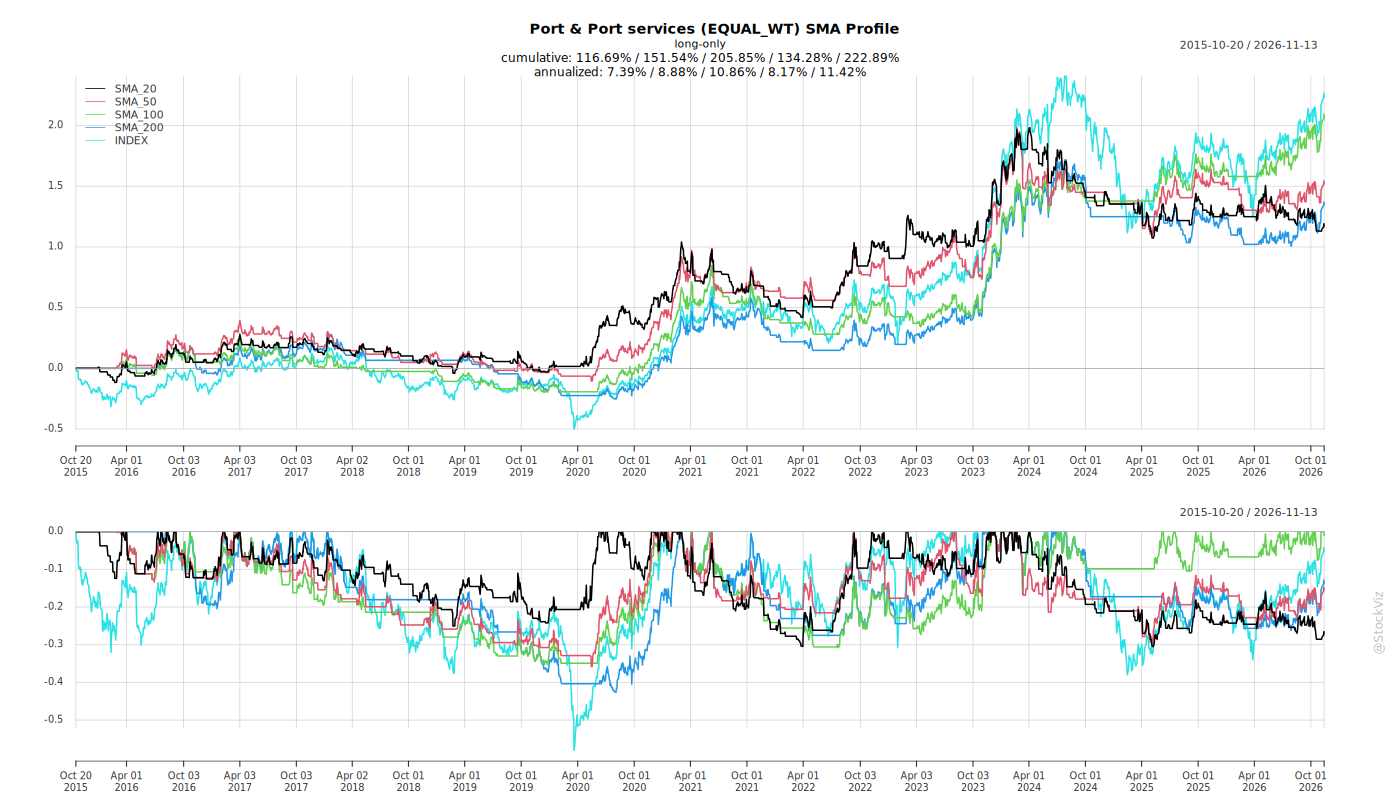 Port & Port services (EQUAL_WT) SMA Profile
long-only
2015-10-20 / 2026-11-13
cumulative: 116.69% / 151.54% / 205.85% / 134.28% / 222.89%
annualized: 7.39% / 8.88% / 10.86% / 8.17% / 11.42%
SMA_20
SMA_50
SMA_100
SMA_200
INDEX
2.0
1.5
1.0
0.5
0.0
-0.5
Oct 20 Apr 01 Oct 03 Apr 03 Oct 03 Apr 02 Oct 01 Apr 01 Oct 01 Apr 01 Oct 01 Apr 01 Oct 01 Apr 01 Oct 03 Apr 03 Oct 03 Apr 01 Oct 01 Apr 01 Oct 01 Apr 01 Oct 01
2015 2016 2016 2017 2017 2018 2018 2019 2019 2020 2020 2021 2021 2022 2022 2023 2023 2024 2024 2025 2025 2026 2026
2015-10-20 / 2026-11-13
0.0
-0.1
-0.2
-0.3
-0.4
-0.5
Oct 20 Apr 01 Oct 03 Apr 03 Oct 03 Apr 02 Oct 01 Apr 01 Oct 01 Apr 01 Oct 01 Apr 01 Oct 01 Apr 01 Oct 03 Apr 03 Oct 03 Apr 01 Oct 01 Apr 01 Oct 01 Apr 01 Oct 01
2015 2016 2016 2017 2017 2018 2018 2019 2019 2020 2020 2021 2021 2022 2022 2023 2023 2024 2024 2025 2025 2026 2026
@StockViz